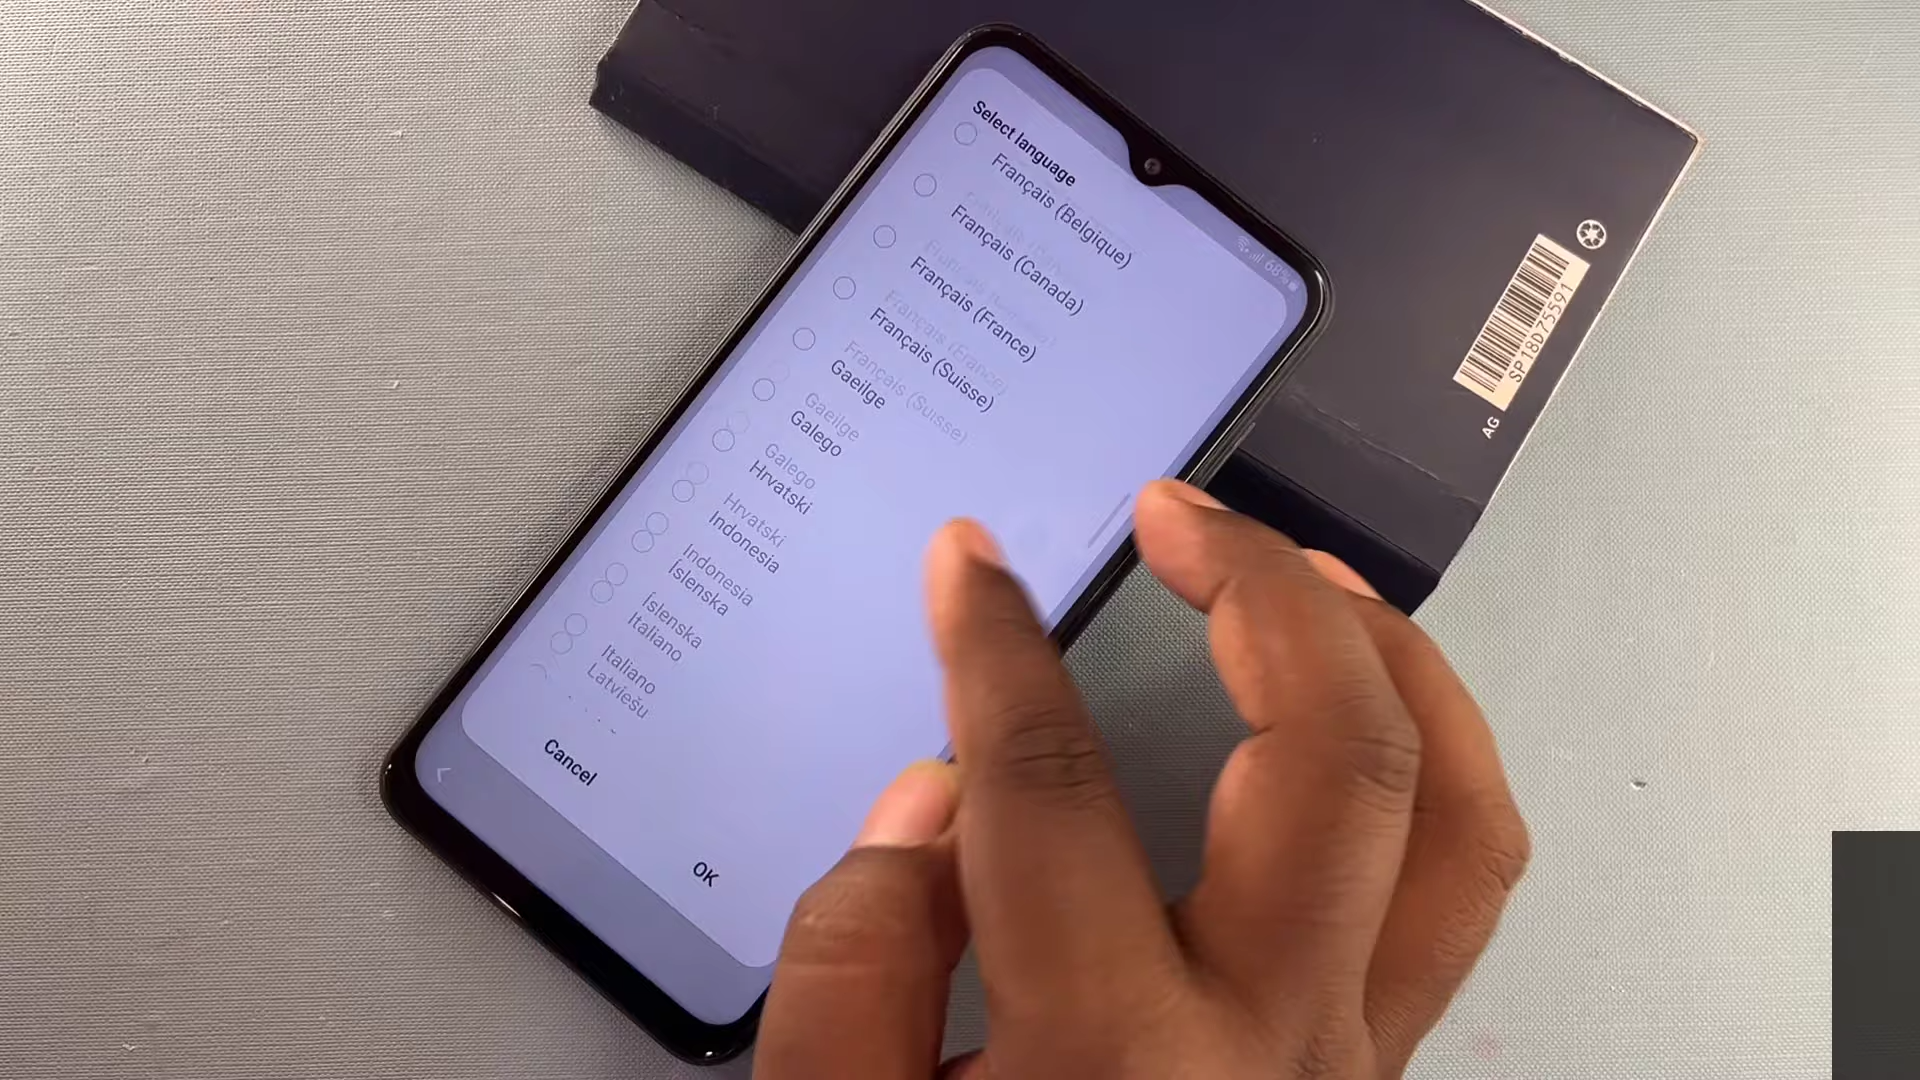 68%
Select language
Français (Belgique)
Français (Canada)
Français (France)
Français (Suisse)
Gaeilge
Galego
Hrvatski
Indonesia
Íslenska
Italiano
Latviešu
Cancel
OK
SP18D75591
AG